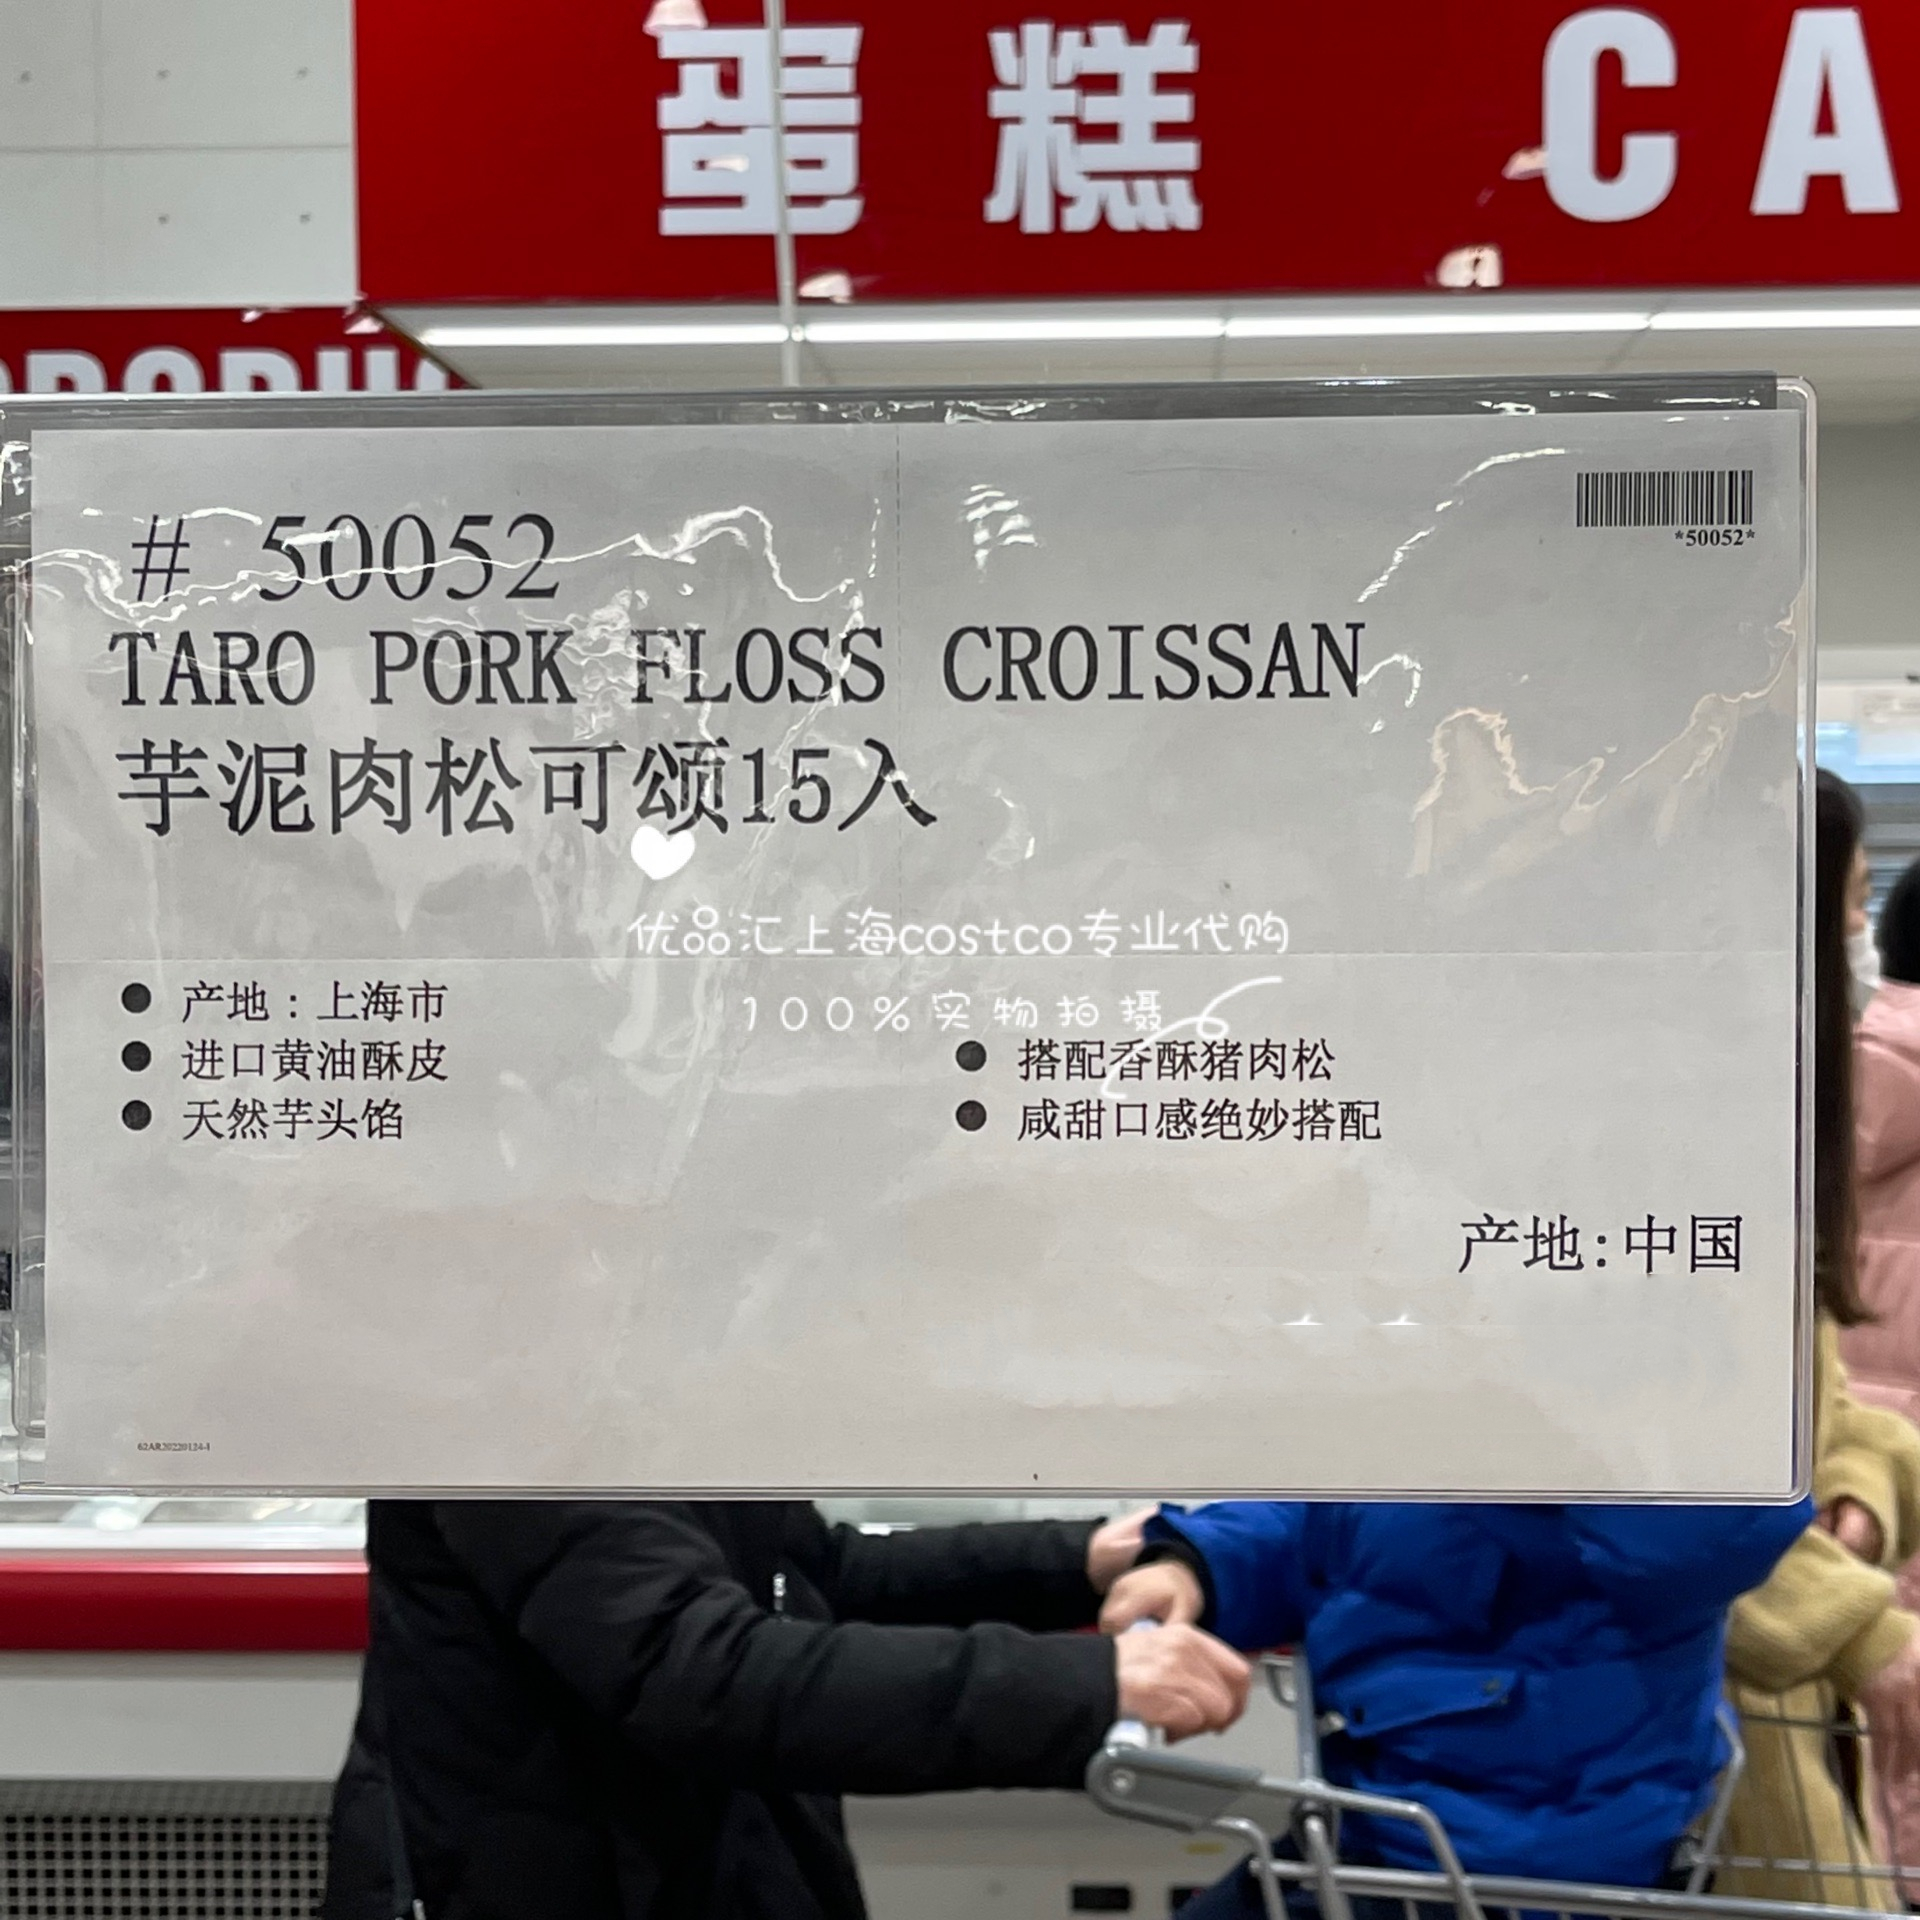 蛋糕 CA
# 50052
*50052*
TARO PORK FLOSS CROISSAN
芋泥肉松可颂15入
优品汇上海costco专业代购
100%实物拍摄
● 产地：上海市
● 进口黄油酥皮
● 天然芋头馅
● 搭配香酥猪肉松
● 咸甜口感绝妙搭配
产地:中国
62AR20220124-I